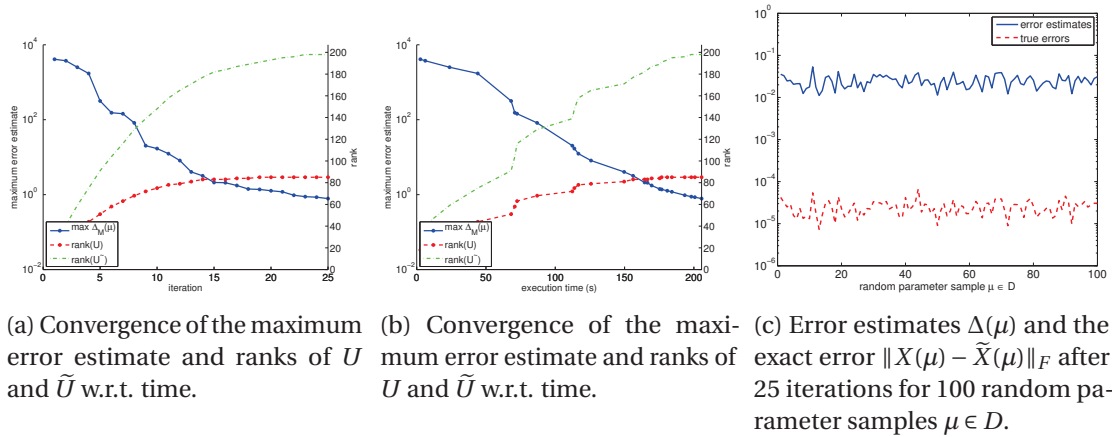 10^4
10^2
10^0
10^−2
maximum error estimate
0
5
10
15
20
25
iteration
200
180
160
140
120
100
80
60
40
20
0
rank
max Δ_M(μ)
rank(U)
rank(U~)
10^4
10^2
10^0
10^−2
maximum error estimate
0
50
100
150
200
execution time (s)
200
180
160
140
120
100
80
60
40
20
0
rank
max Δ_M(μ)
rank(U)
rank(U~)
10^0
10^−1
10^−2
10^−3
10^−4
10^−5
10^−6
0
20
40
60
80
100
random parameter sample μ ∈ D
error estimates
true errors
(a) Convergence of the maximum
error estimate and ranks of U
and Ũ w.r.t. time.
(b) Convergence of the maxi-
mum error estimate and ranks of
U and Ũ w.r.t. time.
(c) Error estimates Δ(μ) and the
exact error ‖X(μ) − X̃(μ)‖_F after
25 iterations for 100 random pa-
rameter samples μ ∈ D.